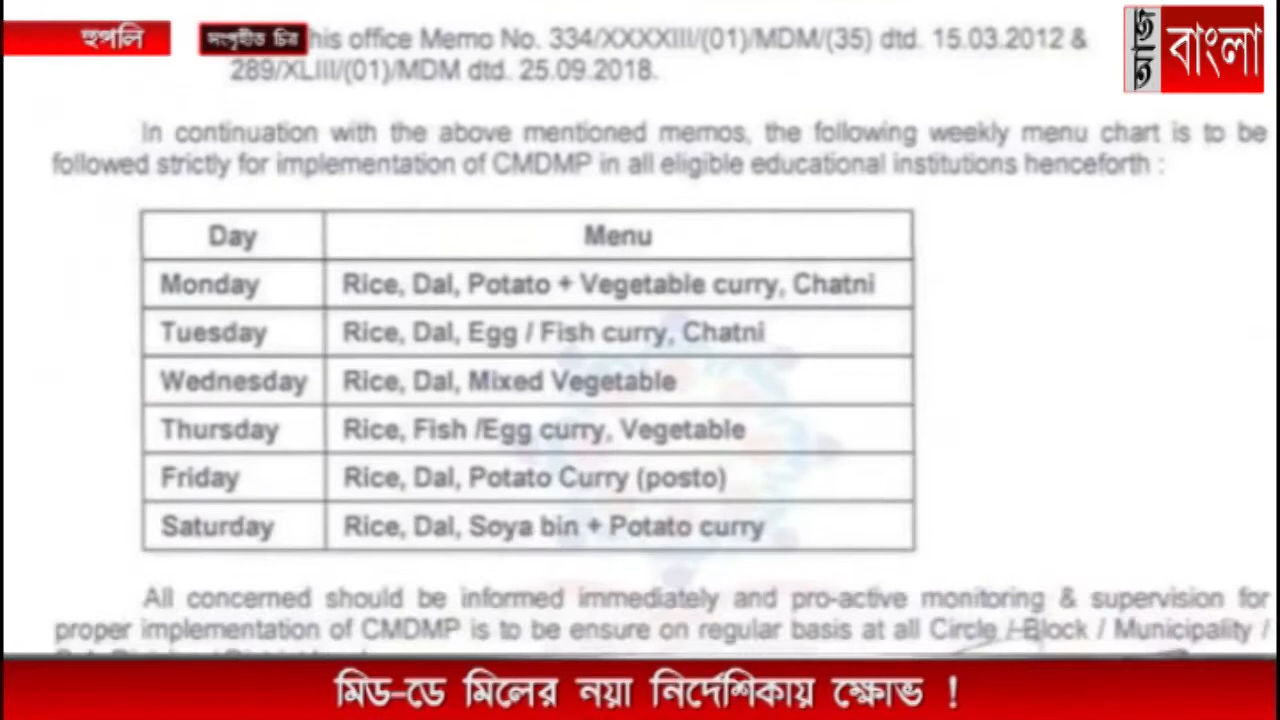 হুগলি
সংগৃহীত চিত্র
his office Memo No. 334/XXXXIII/(01)/MDM/(35) dtd. 15.03.2012 &
289/XLIII/(01)/MDM dtd. 25.09.2018.
আজ
বাংলা
In continuation with the above mentioned memos, the following weekly menu chart is to be
followed strictly for implementation of CMDMP in all eligible educational institutions henceforth :
Day Menu
Monday Rice, Dal, Potato + Vegetable curry, Chatni
Tuesday Rice, Dal, Egg / Fish curry, Chatni
Wednesday Rice, Dal, Mixed Vegetable
Thursday Rice, Fish /Egg curry, Vegetable
Friday Rice, Dal, Potato Curry (posto)
Saturday Rice, Dal, Soya bin + Potato curry
All concerned should be informed immediately and pro-active monitoring & supervision for
proper implementation of CMDMP is to be ensure on regular basis at all Circle / Block / Municipality /
মিড-ডে মিলের নয়া নির্দেশিকায় ক্ষোভ !